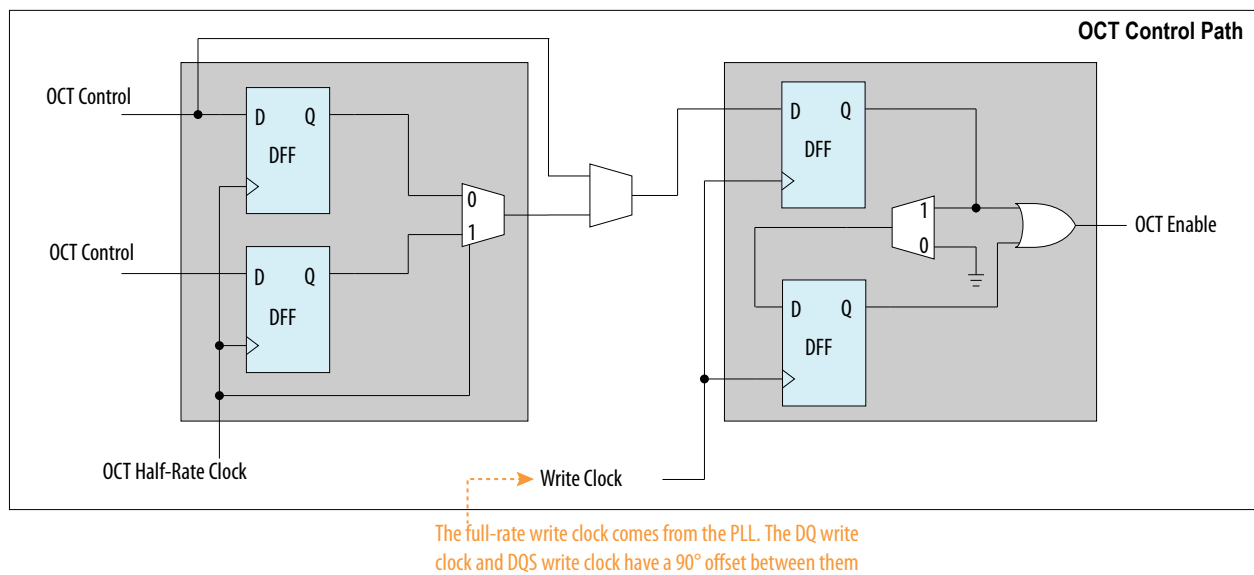 OCT Control Path
OCT Control
D Q
DFF
0
1
OCT Control
D Q
DFF
OCT Half-Rate Clock
D Q
DFF
1
0
OCT Enable
D Q
DFF
Write Clock
The full-rate write clock comes from the PLL. The DQ write
clock and DQS write clock have a 90° offset between them